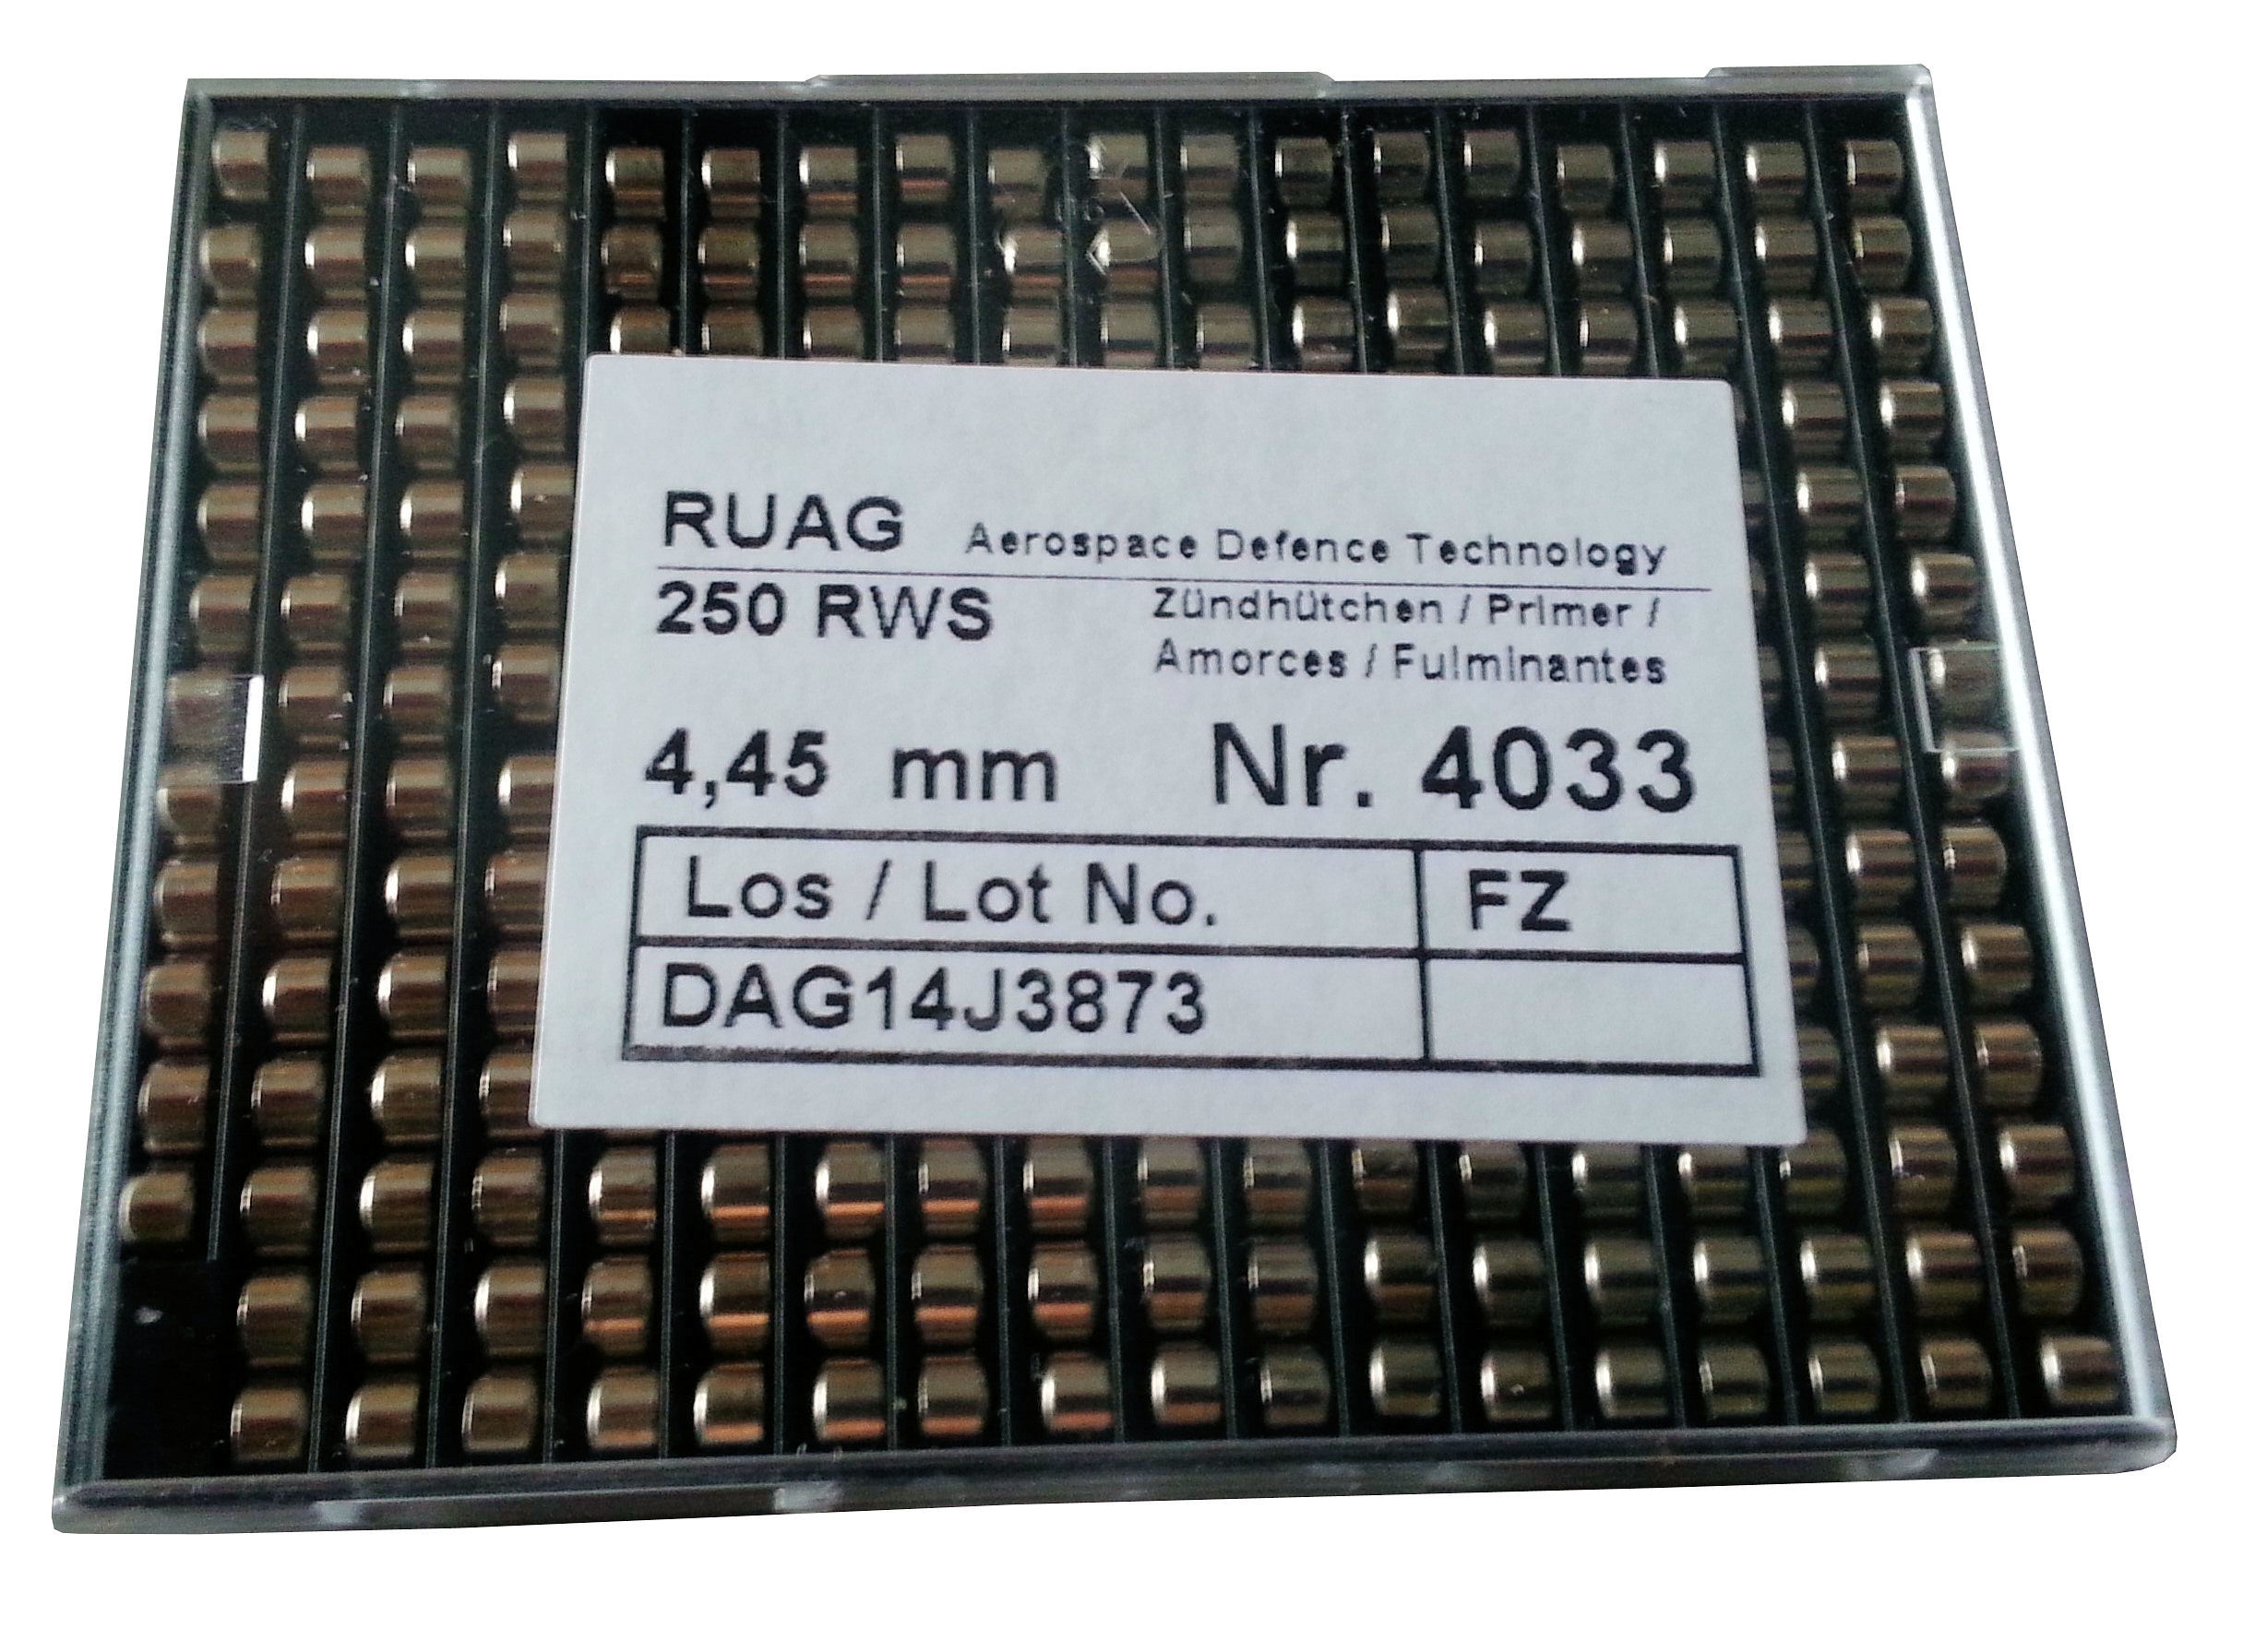 RUAG Aerospace Defence Technology
250 RWS Zündhütchen / Primer /
Amorces / Fulminantes
4,45 mm Nr. 4033
Los / Lot No. FZ
DAG14J3873